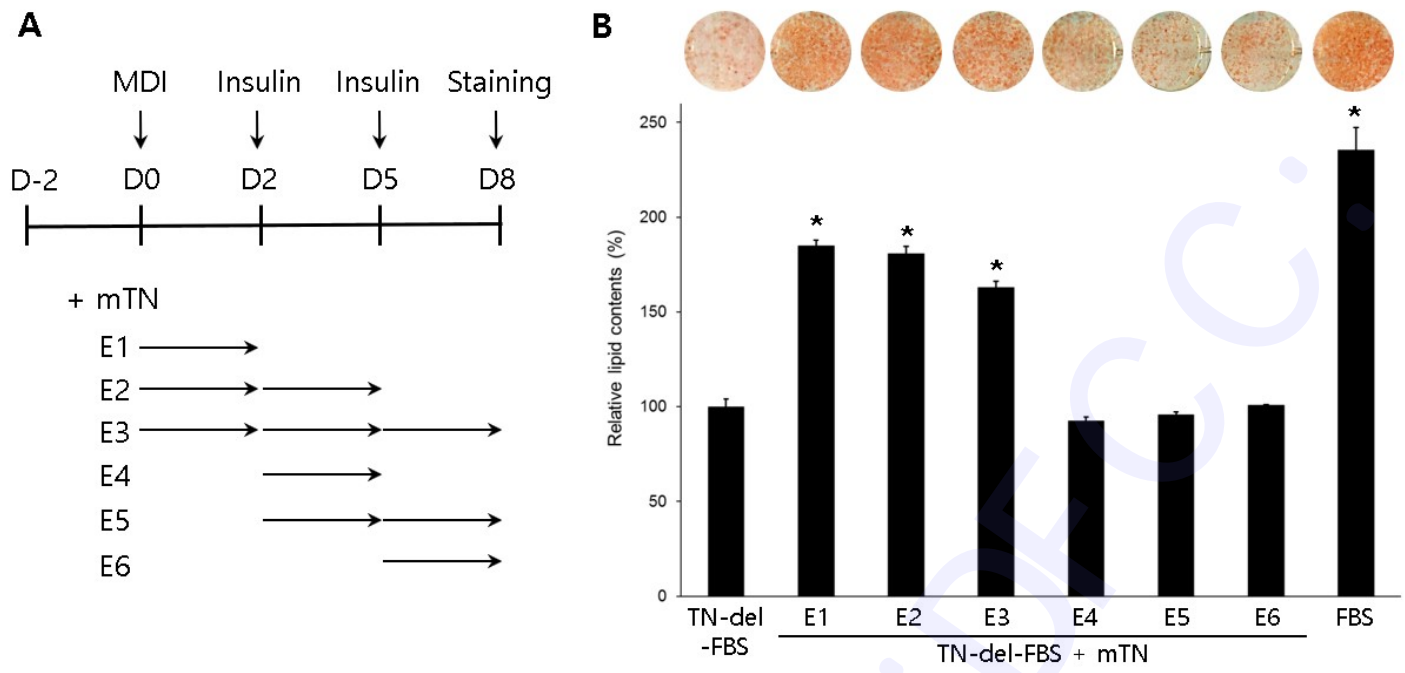 A
MDI Insulin Insulin Staining
D-2 D0 D2 D5 D8
+ mTN
E1
E2
E3
E4
E5
E6
B
Relative lipid contents (%)
250
200
150
100
50
0
* * * *
TN-del
-FBS
E1 E2 E3 E4 E5 E6 FBS
TN-del-FBS + mTN
DFCC.